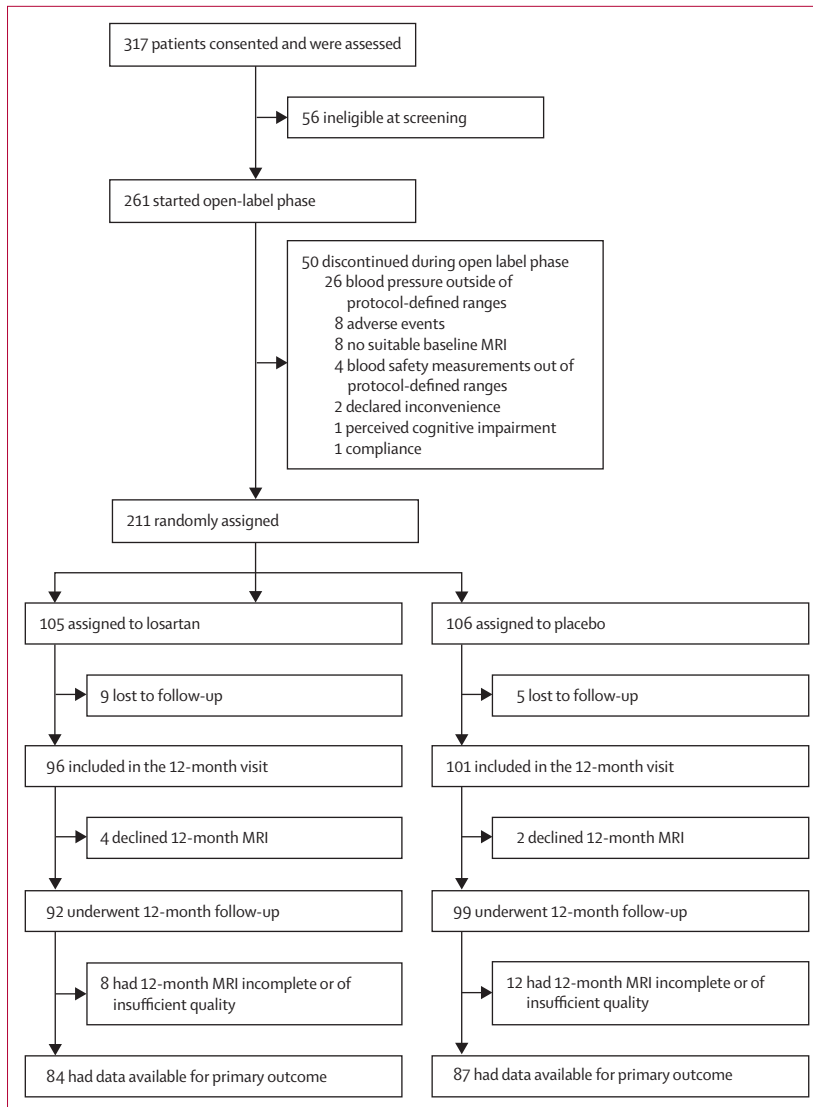 317 patients consented and were assessed
56 ineligible at screening
261 started open-label phase
50 discontinued during open label phase
26 blood pressure outside of
protocol-defined ranges
8 adverse events
8 no suitable baseline MRI
4 blood safety measurements out of
protocol-defined ranges
2 declared inconvenience
1 perceived cognitive impairment
1 compliance
211 randomly assigned
105 assigned to losartan
106 assigned to placebo
9 lost to follow-up
5 lost to follow-up
96 included in the 12-month visit
101 included in the 12-month visit
4 declined 12-month MRI
2 declined 12-month MRI
92 underwent 12-month follow-up
99 underwent 12-month follow-up
8 had 12-month MRI incomplete or of
insufficient quality
12 had 12-month MRI incomplete or of
insufficient quality
84 had data available for primary outcome
87 had data available for primary outcome